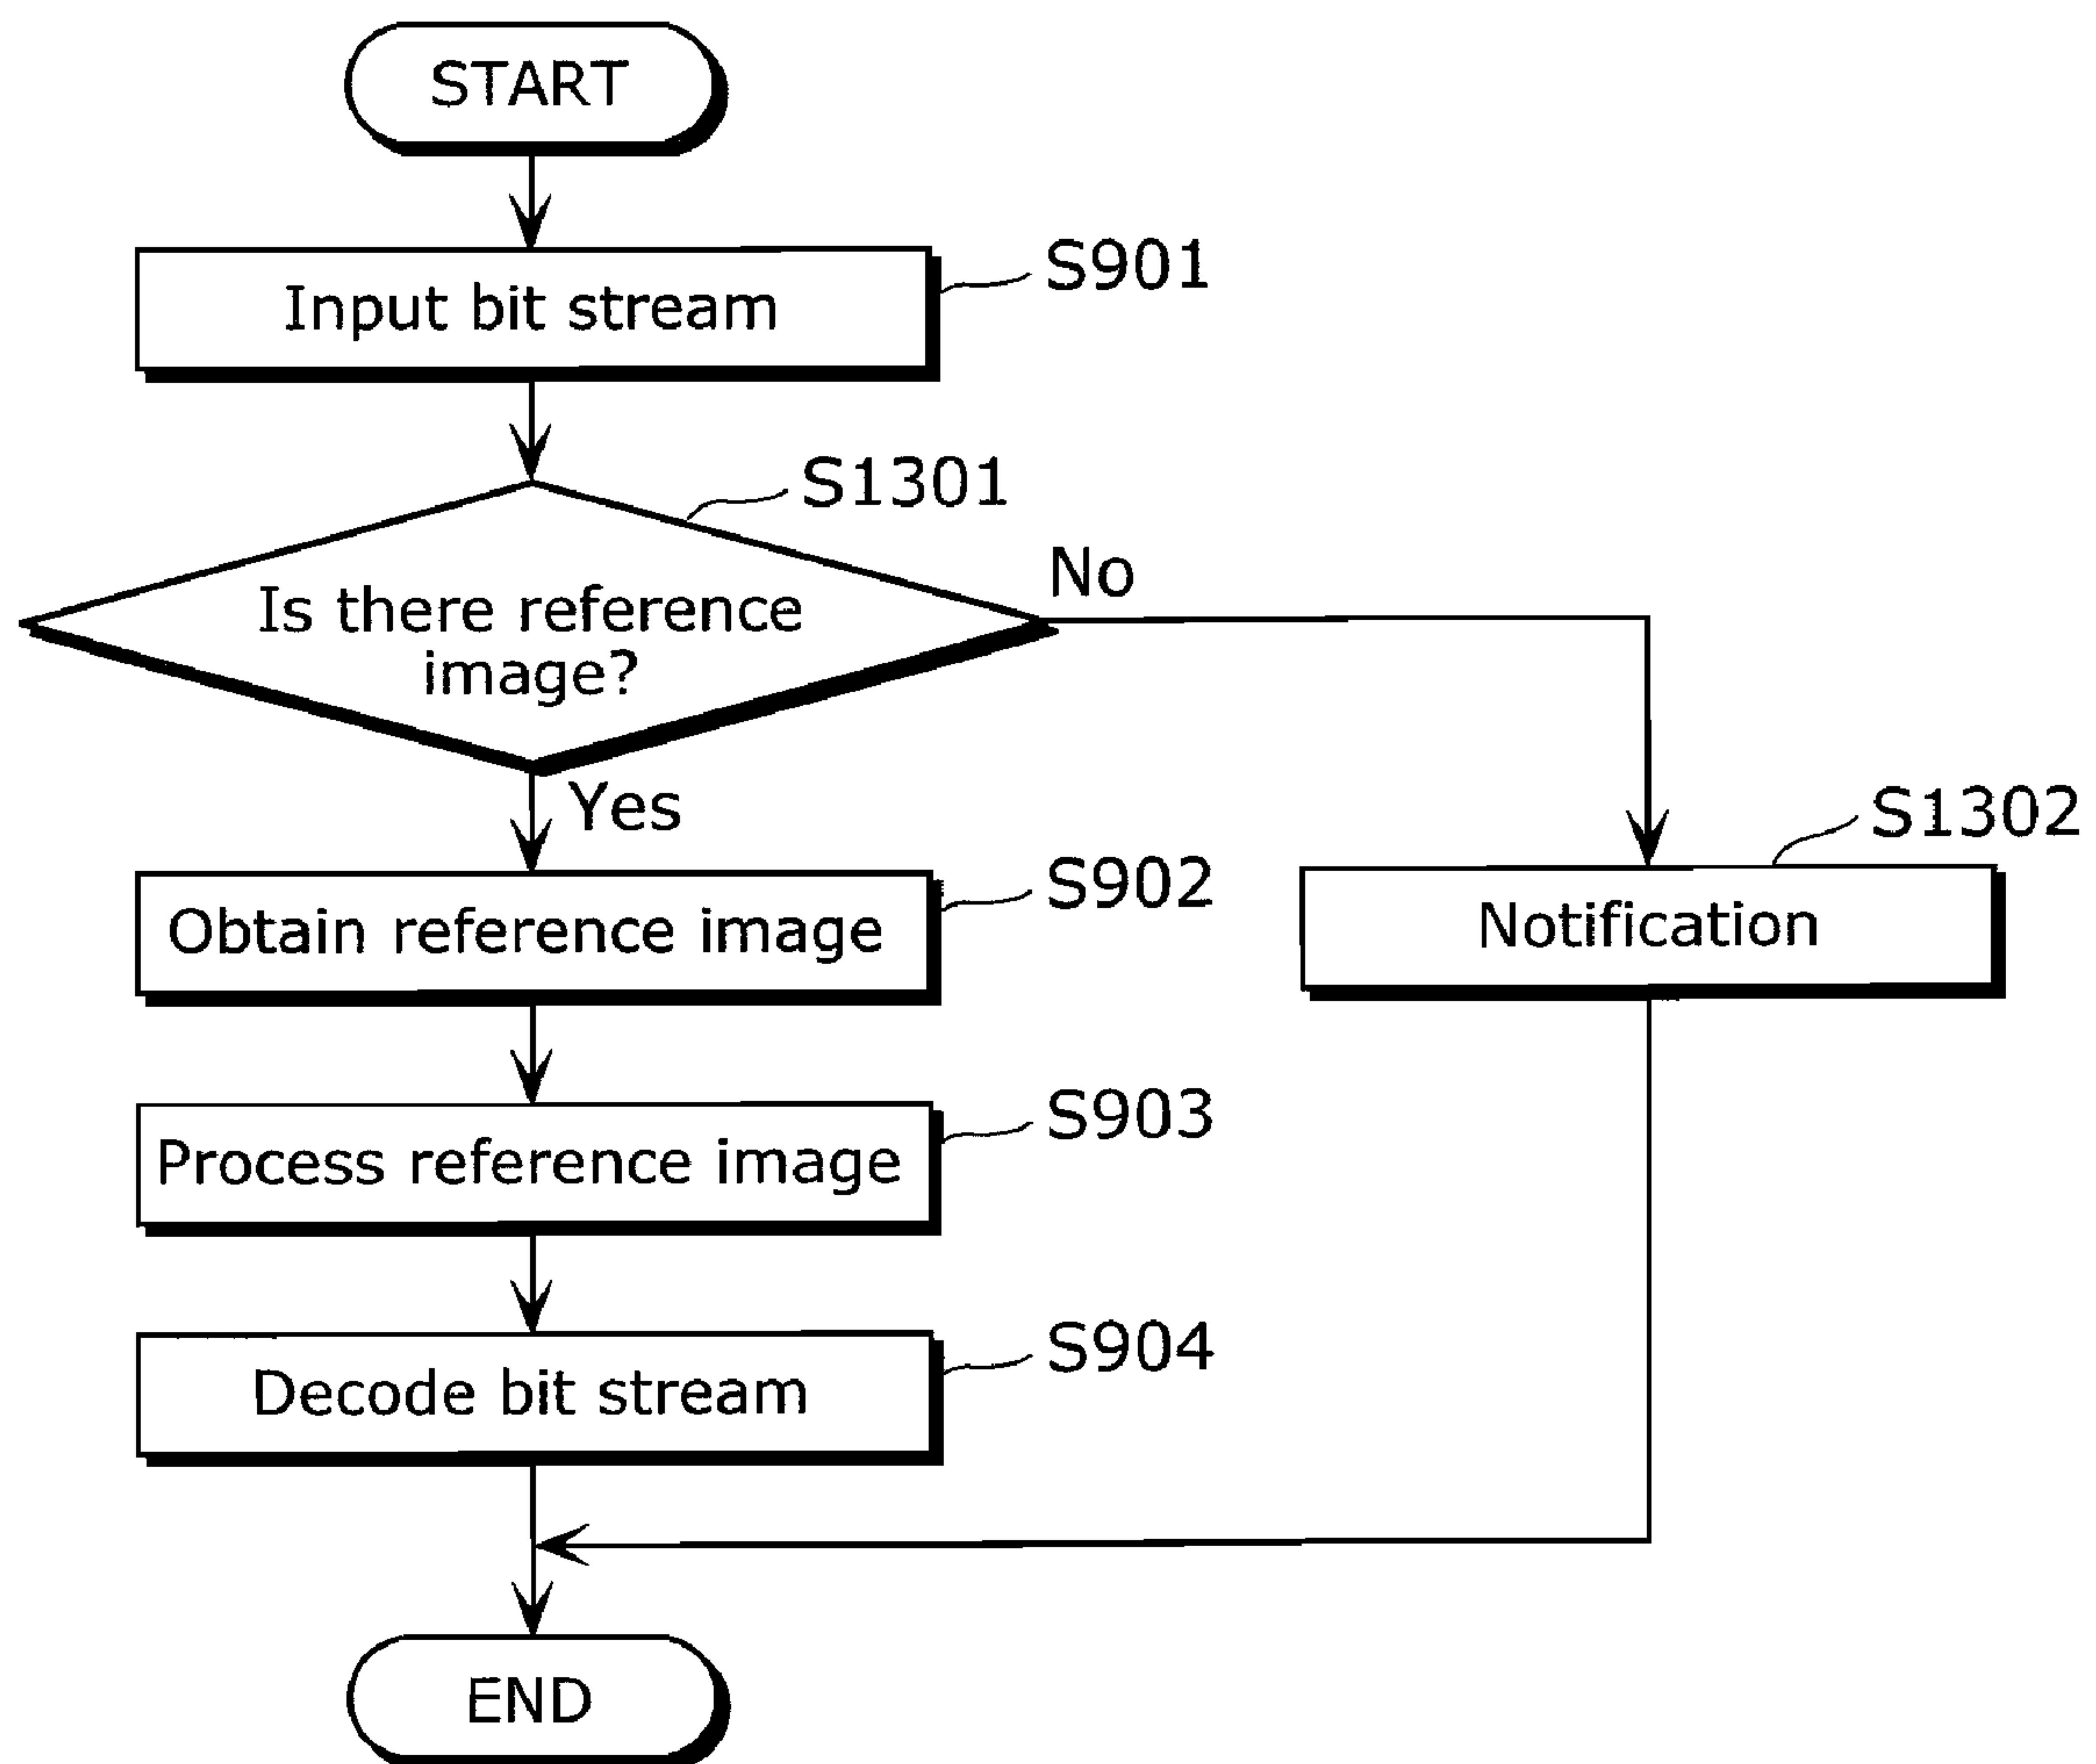 START
Input bit stream
S901
S1301
Is there reference
image?
No
Yes
S902
Obtain reference image
S1302
Notification
S903
Process reference image
S904
Decode bit stream
END